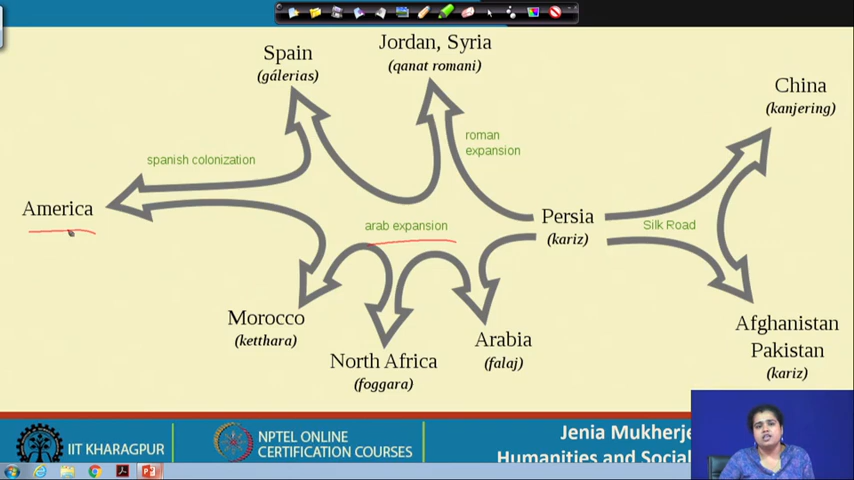 Spain
(gálerias)
Jordan, Syria
(qanat romani)
China
(kanjering)
roman
expansion
spanish colonization
America
arab expansion
Persia
(kariz)
Silk Road
Morocco
(ketthara)
North Africa
(foggara)
Arabia
(falaj)
Afghanistan
Pakistan
(kariz)
IIT KHARAGPUR
NPTEL ONLINE
CERTIFICATION COURSES
Jenia Mukherje
Humanities and Social